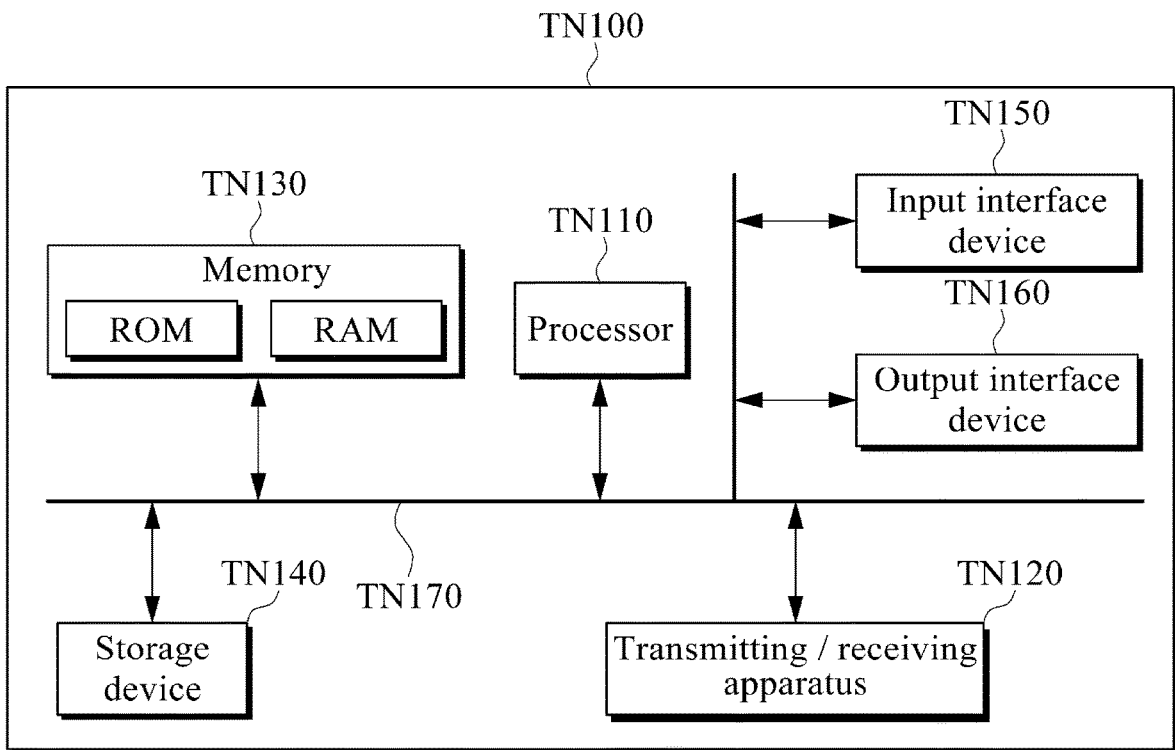 TN100
TN150
Input interface
device
TN130
Memory
ROM
RAM
TN110
Processor
TN160
Output interface
device
TN170
TN140
Storage
device
TN120
Transmitting / receiving
apparatus